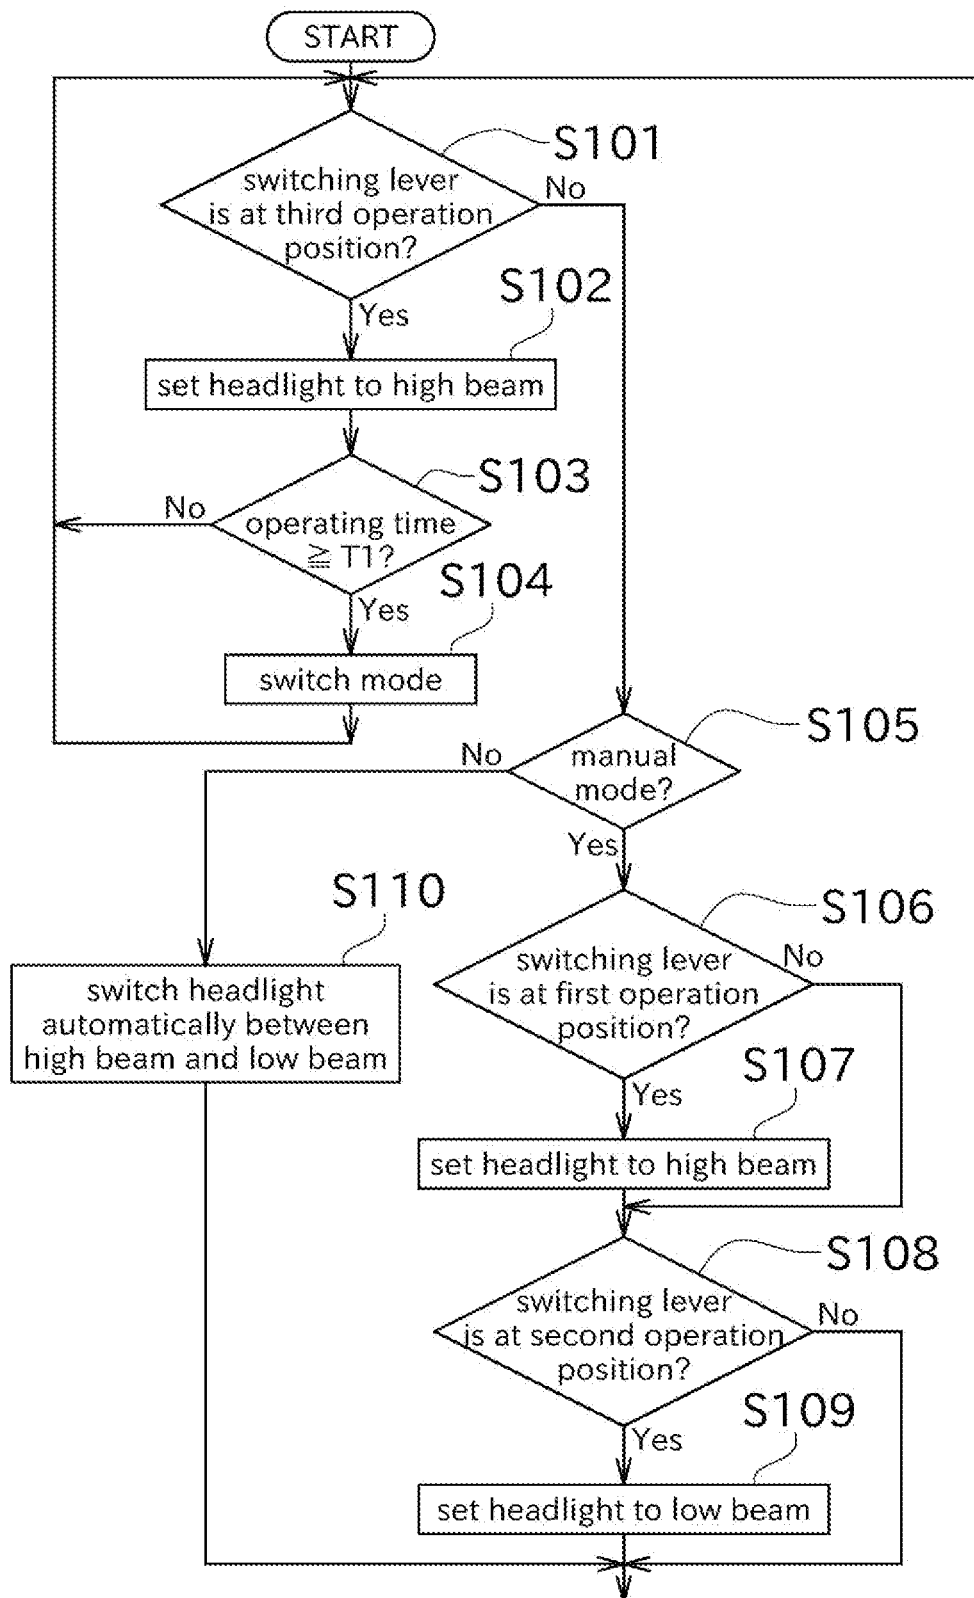 START
S101
switching lever
is at third operation
position?
No
Yes
S102
set headlight to high beam
S103
operating time
≧ T1?
No
Yes
S104
switch mode
S105
manual
mode?
No
Yes
S110
switch headlight
automatically between
high beam and low beam
S106
switching lever
is at first operation
position?
No
Yes
S107
set headlight to high beam
S108
switching lever
is at second operation
position?
No
Yes
S109
set headlight to low beam